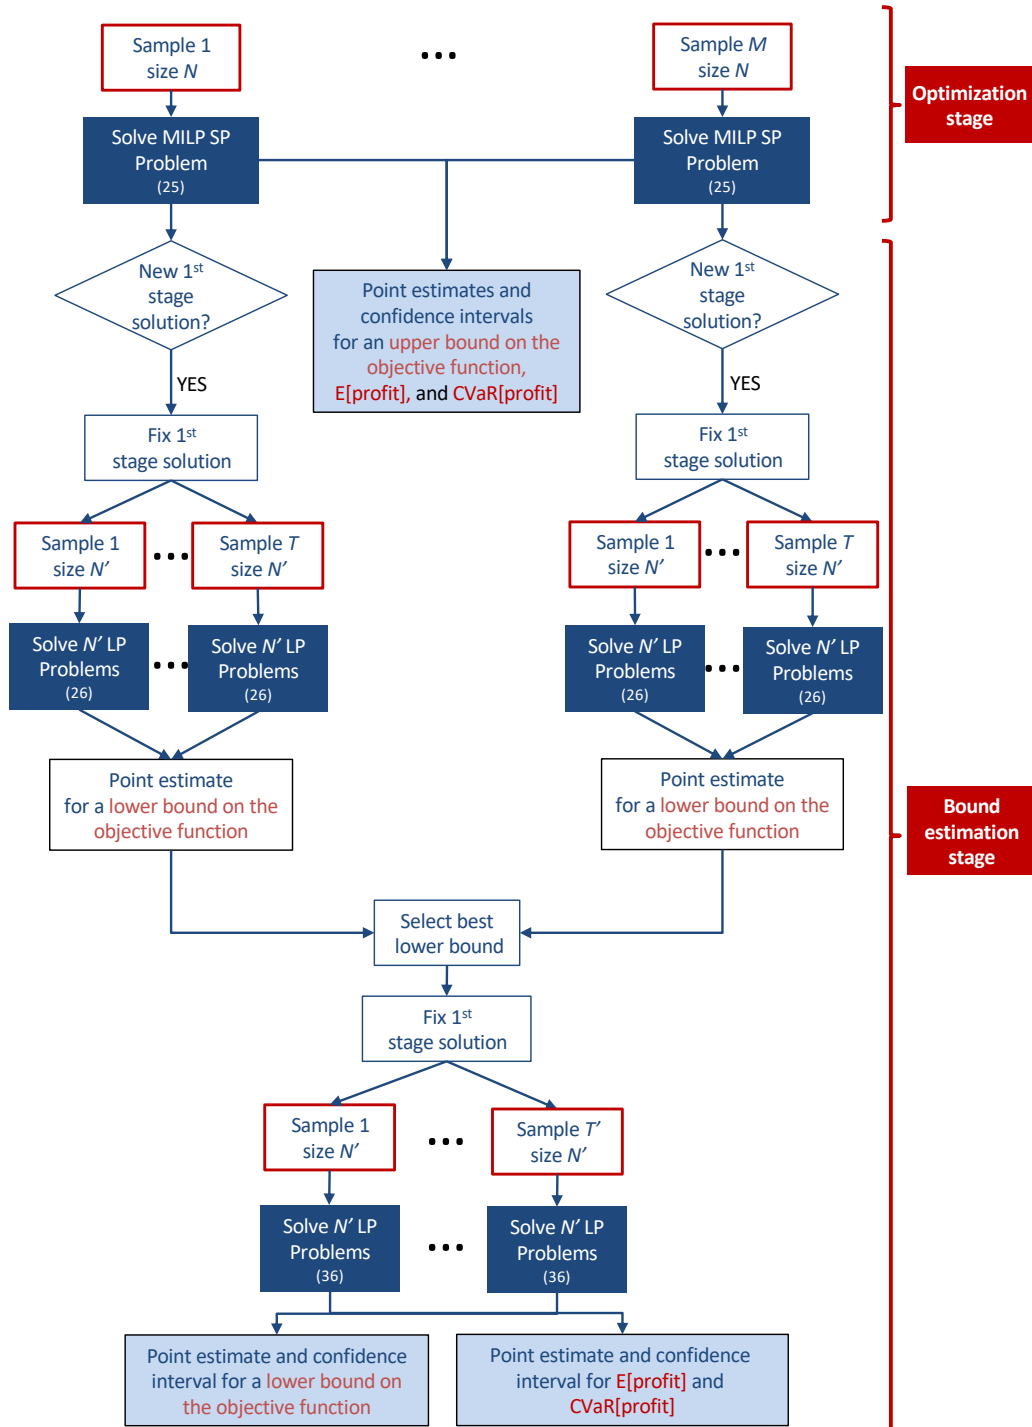 Sample 1
size N
...
Sample M
size N
Optimization
stage
Solve MILP SP
Problem
(25)
Solve MILP SP
Problem
(25)
New 1st
stage
solution?
Point estimates and
confidence intervals
for an upper bound on the
objective function,
E[profit], and CVaR[profit]
New 1st
stage
solution?
YES
YES
Fix 1st
stage solution
Fix 1st
stage solution
Sample 1
size N'
...
Sample T
size N'
Sample 1
size N'
...
Sample T
size N'
Solve N' LP
Problems
(26)
...
Solve N' LP
Problems
(26)
Solve N' LP
Problems
(26)
...
Solve N' LP
Problems
(26)
Point estimate
for a lower bound on the
objective function
Point estimate
for a lower bound on the
objective function
Bound
estimation
stage
Select best
lower bound
Fix 1st
stage solution
Sample 1
size N'
...
Sample T'
size N'
Solve N' LP
Problems
(36)
...
Solve N' LP
Problems
(36)
Point estimate and confidence
interval for a lower bound on
the objective function
Point estimate and confidence
interval for E[profit] and
CVaR[profit]